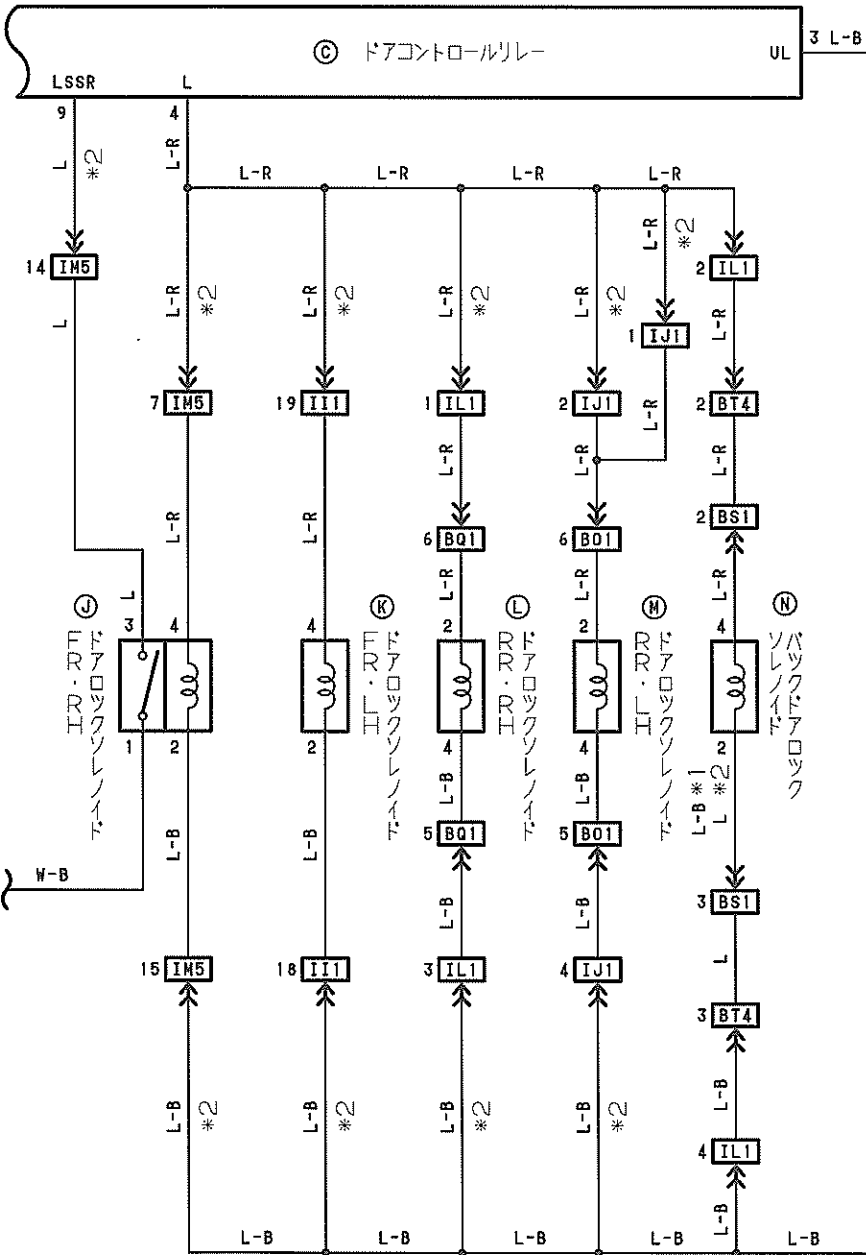 Ⓒ ドアコントロールリレー
UL
3 L-B
LSSR
L
9
4
L
*2
L-R
L-R
L-R
L-R
L-R
L-R
*2
14 IM5
2 IL1
L
L-R
*2
L-R
*2
L-R
*2
L-R
*2
1 IJ1
L-R
7 IM5
19 II1
1 IL1
2 IJ1
L-R
2 BT4
L-R
L-R
L-R
L-R
L-R
6 BQ1
6 BO1
2 BS1
L-R
L-R
L-R
L
Ⓙ
3
4
ドアロックソレノイド
FR・RH
1
2
Ⓚ
4
ドアロックソレノイド
FR・LH
2
Ⓛ
2
ドアロックソレノイド
RR・RH
4
Ⓜ
2
ドアロックソレノイド
RR・LH
4
Ⓝ
4
バックドアロック
ソレノイド
2
L-B *1
L *2
L-B
L-B
L-B
L-B
5 BQ1
5 BO1
W-B
L-B
L-B
3 BS1
L
15 IM5
18 II1
3 IL1
4 IJ1
3 BT4
L-B
*2
L-B
*2
L-B
*2
L-B
*2
L-B
4 IL1
L-B
L-B
L-B
L-B
L-B
L-B